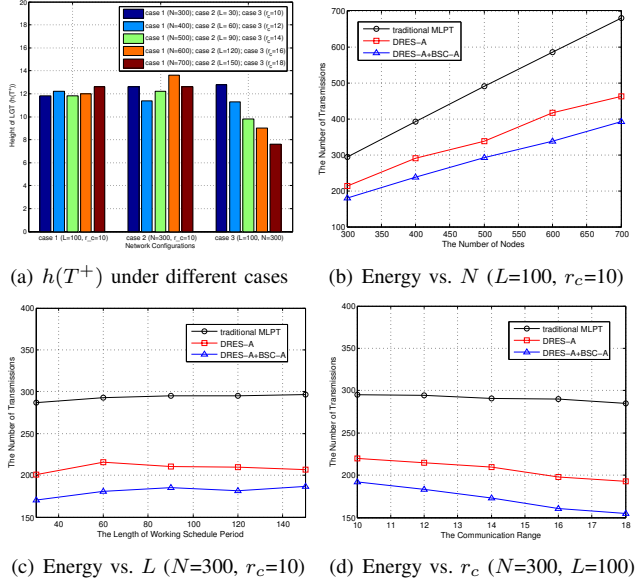 20
18
16
14
12
10
8
6
4
2
0
Height of LOT (h(T⁺))
case 1 (N=300); case 2 (L= 30); case 3 (r_c=10)
case 1 (N=400); case 2 (L= 60); case 3 (r_c=12)
case 1 (N=500); case 2 (L= 90); case 3 (r_c=14)
case 1 (N=600); case 2 (L=120); case 3 (r_c=16)
case 1 (N=700); case 2 (L=150); case 3 (r_c=18)
case 1 (L=100, r_c=10) case 2 (N=300, r_c=10) case 3 (L=100, N=300)
Network Configurations
(a) h(T⁺) under different cases
700
600
500
400
300
200
100
The Number of Transmissions
traditional MLPT
DRES−A
DRES−A+BSC−A
300 400 500 600 700
The Number of Nodes
(b) Energy vs. N (L=100, r_c=10)
400
350
300
250
200
150
The Number of Transmissions
traditional MLPT
DRES−A
DRES−A+BSC−A
40 60 80 100 120 140
The Length of Working Schedule Period
(c) Energy vs. L (N=300, r_c=10)
400
350
300
250
200
150
The Number of Transmissions
traditional MLPT
DRES−A
DRES−A+BSC−A
10 11 12 13 14 15 16 17 18
The Communication Range
(d) Energy vs. r_c (N=300, L=100)